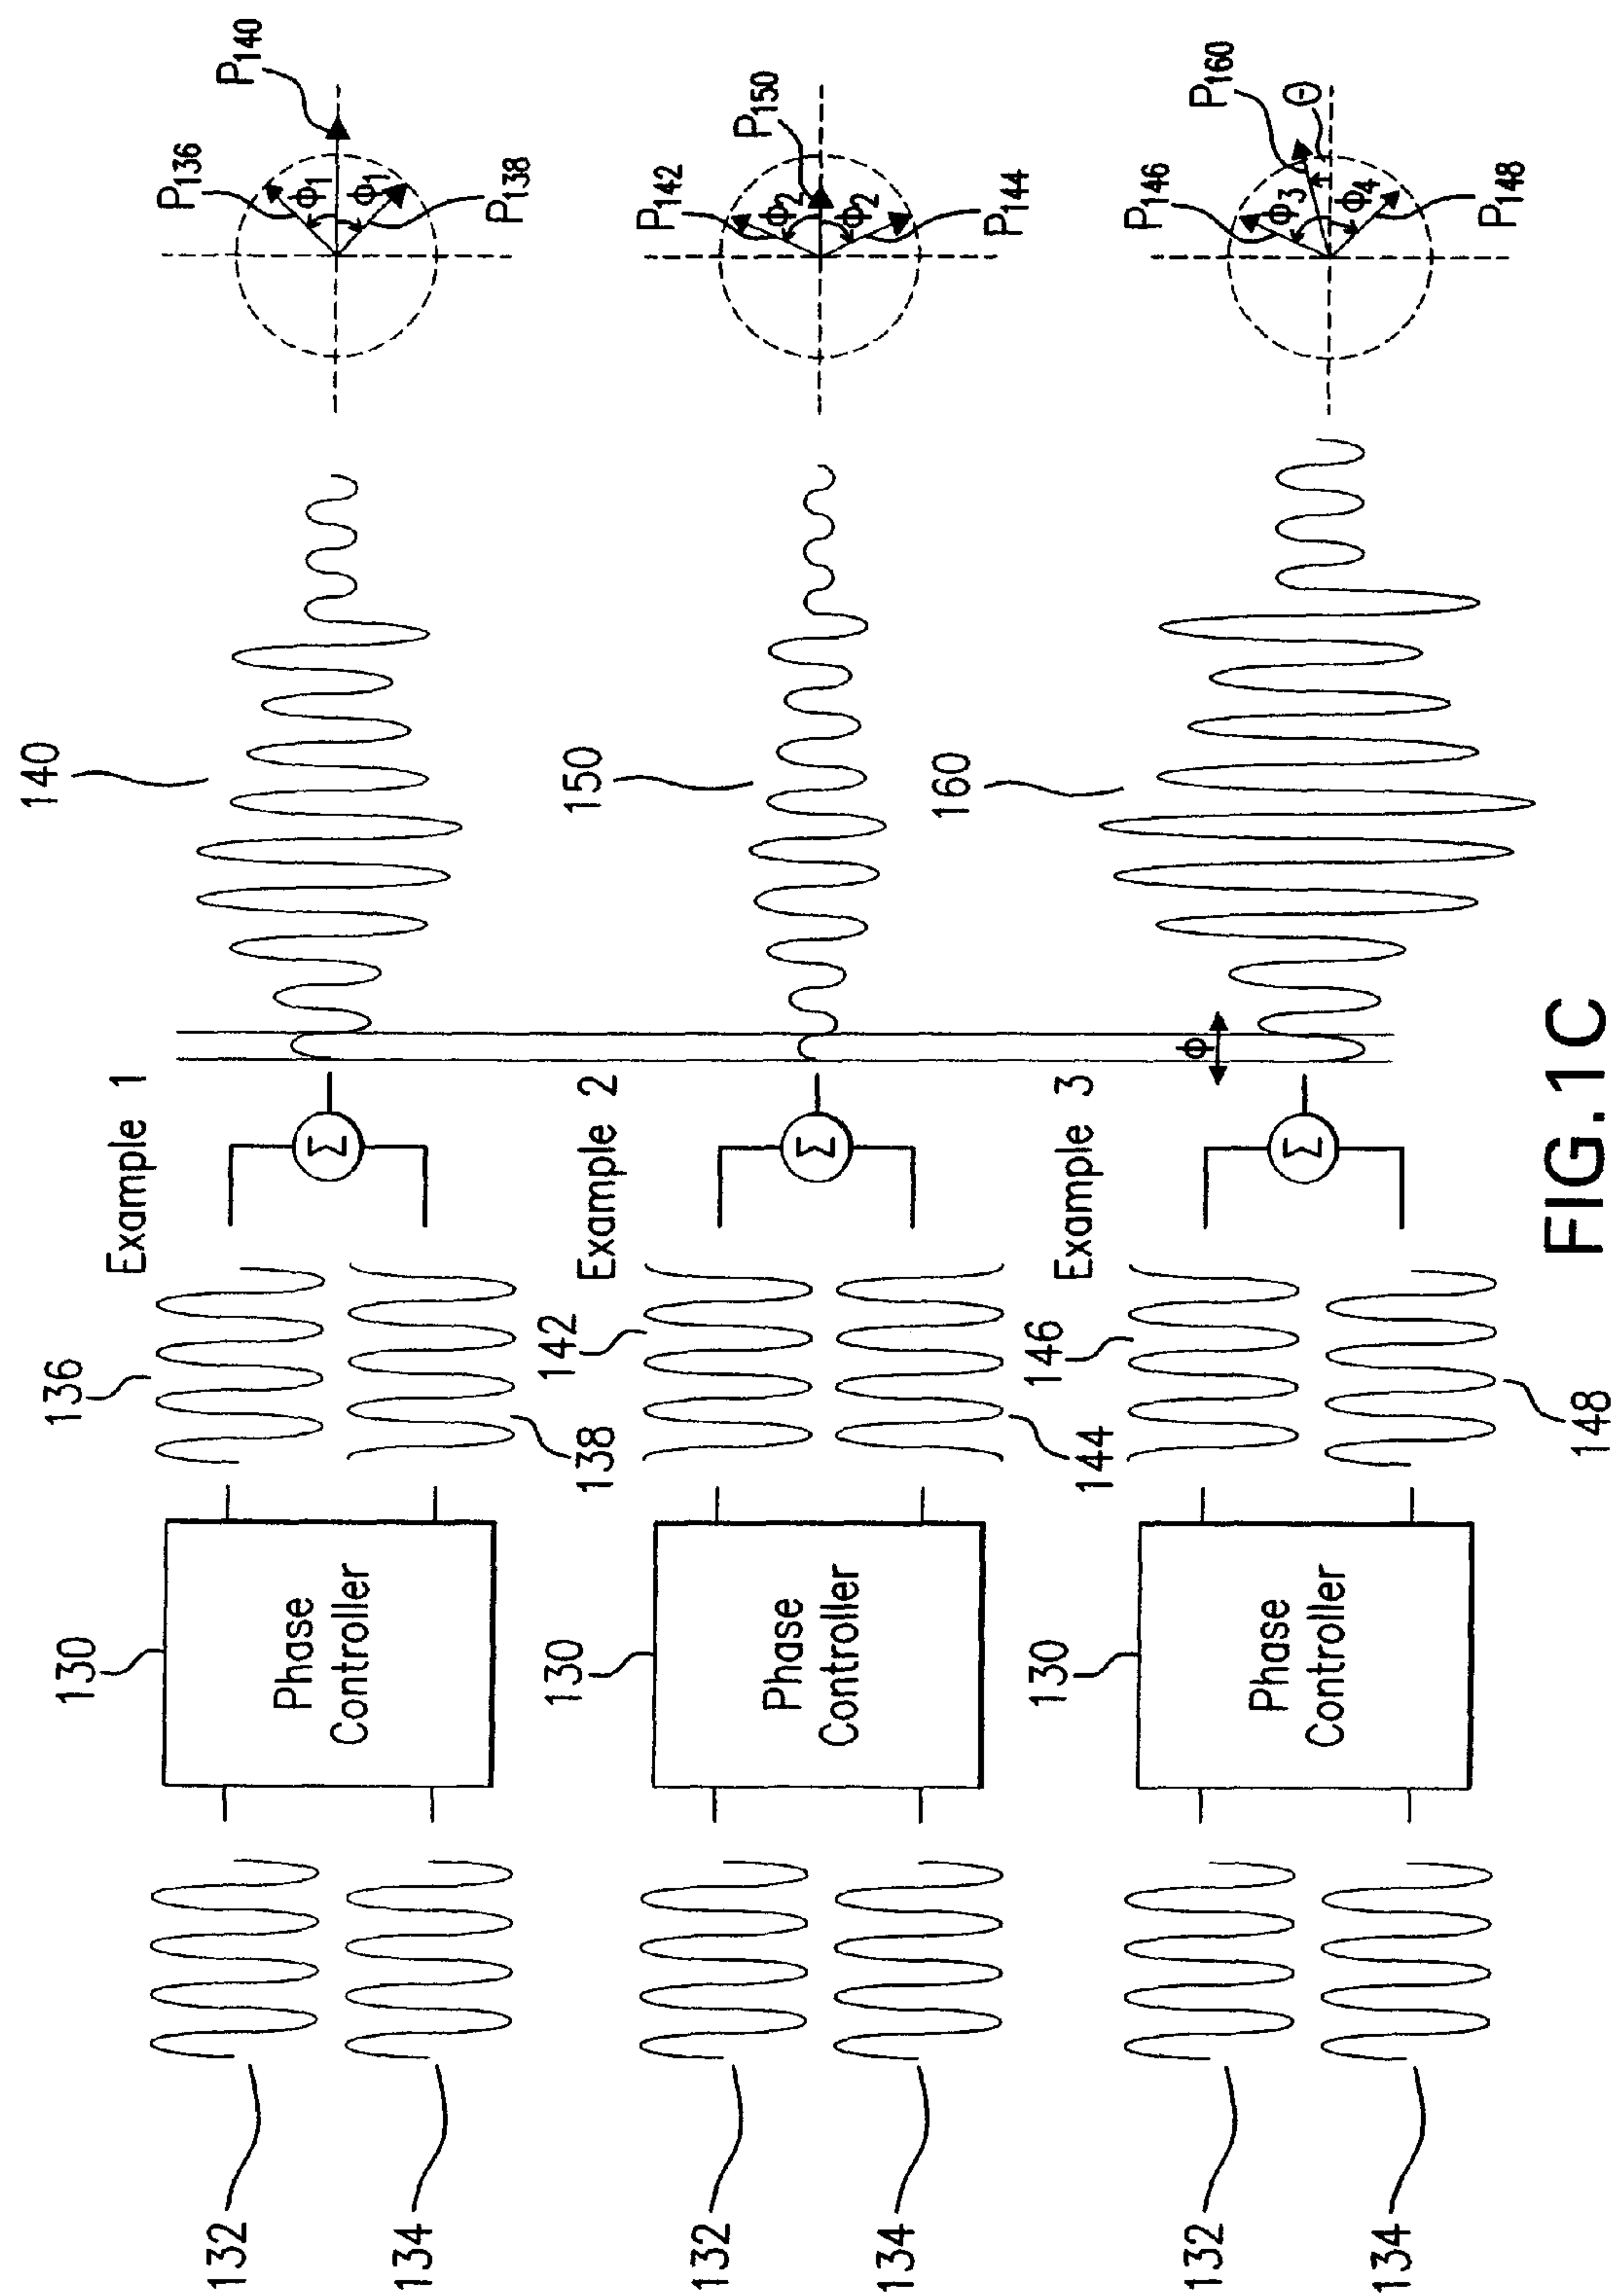 Example 1
132
134
130
Phase
Controller
136
138
Σ
140
P136
ϕ1
ϕ1
P138
P140
Example 2
132
134
130
Phase
Controller
142
144
Σ
150
P142
ϕ2
ϕ2
P144
P150
Example 3
132
134
130
Phase
Controller
146
148
Σ
ϕ
160
P146
ϕ3
ϕ4
P148
P160
Θ
FIG.1C